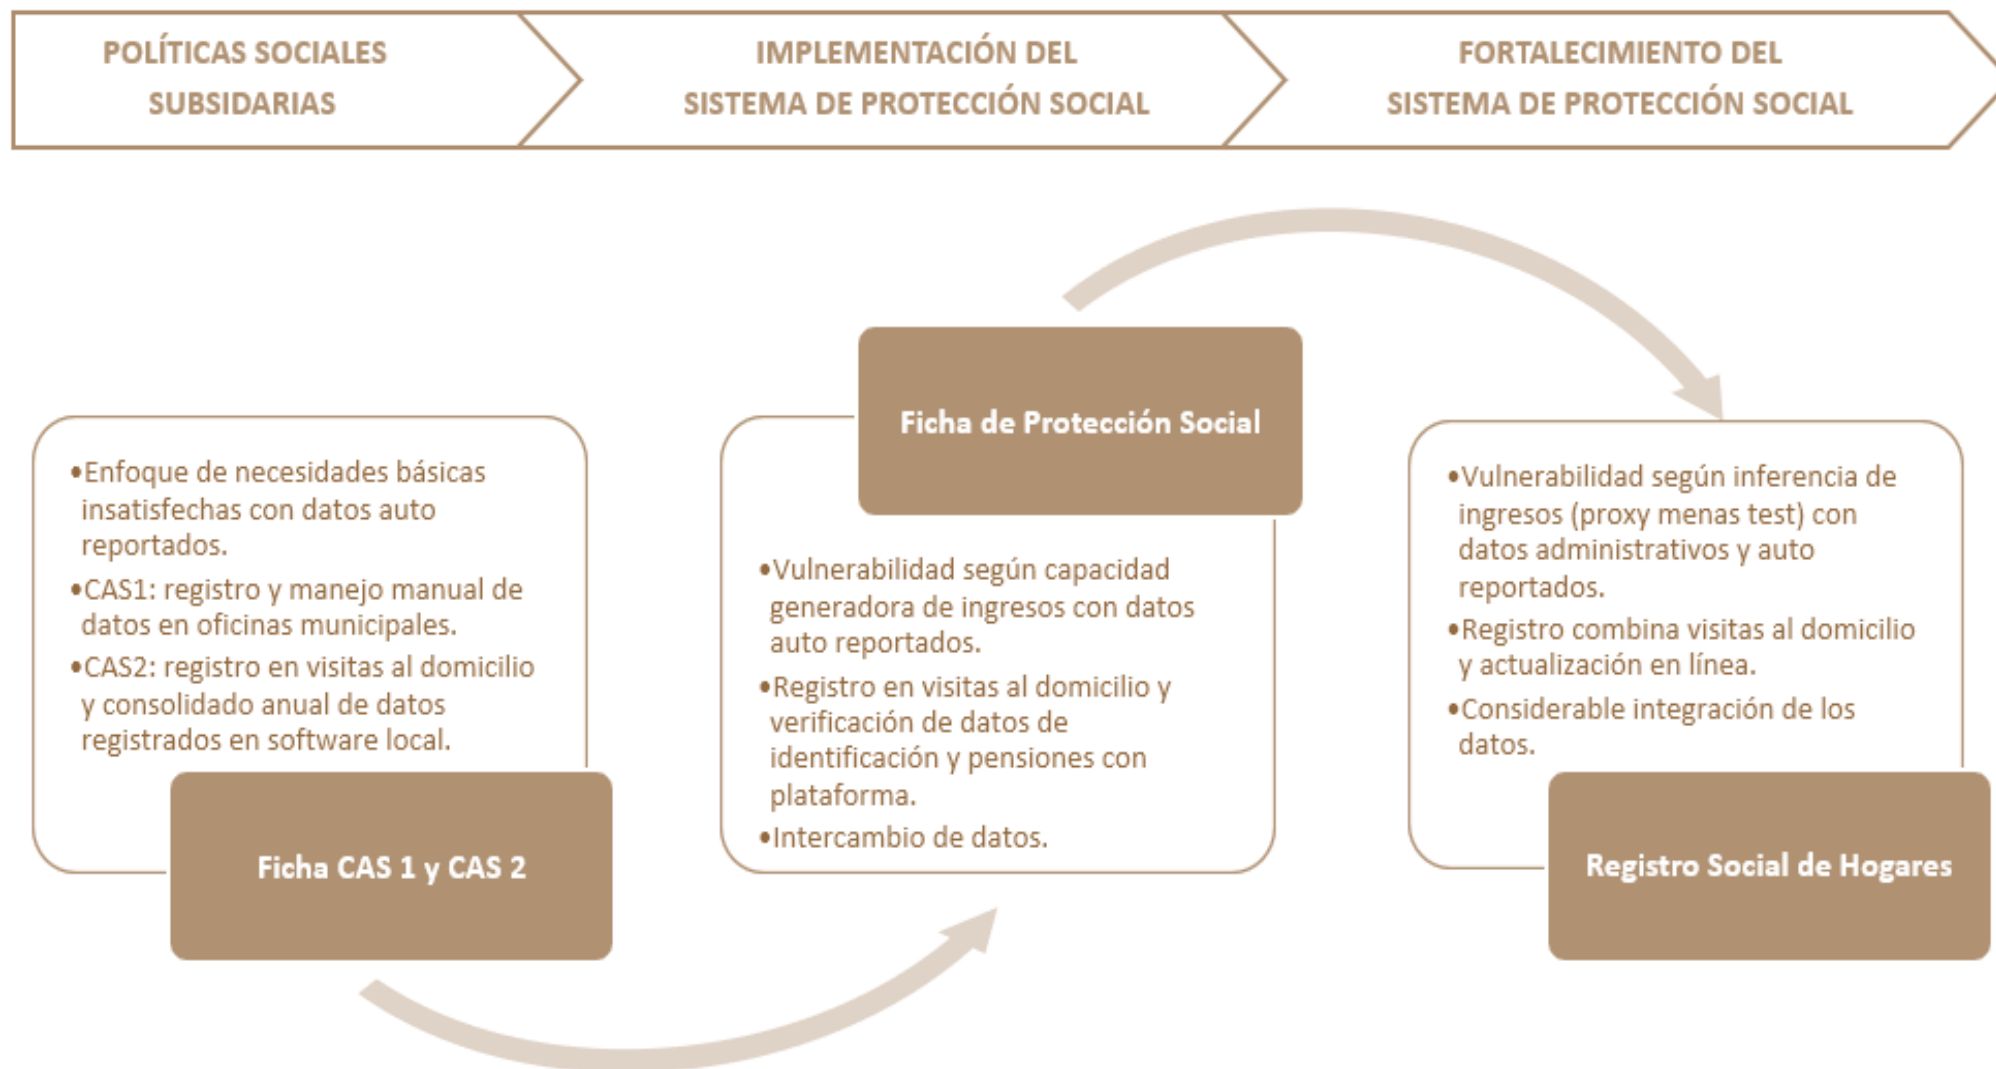 POLÍTICAS SOCIALES
SUBSIDARIAS
IMPLEMENTACIÓN DEL
SISTEMA DE PROTECCIÓN SOCIAL
FORTALECIMIENTO DEL
SISTEMA DE PROTECCIÓN SOCIAL
•Enfoque de necesidades básicas
insatisfechas con datos auto
reportados.
•CAS1: registro y manejo manual de
datos en oficinas municipales.
•CAS2: registro en visitas al domicilio
y consolidado anual de datos
registrados en software local.
Ficha CAS 1 y CAS 2
Ficha de Protección Social
•Vulnerabilidad según capacidad
generadora de ingresos con datos
auto reportados.
•Registro en visitas al domicilio y
verificación de datos de
identificación y pensiones con
plataforma.
•Intercambio de datos.
•Vulnerabilidad según inferencia de
ingresos (proxy menas test) con
datos administrativos y auto
reportados.
•Registro combina visitas al domicilio
y actualización en línea.
•Considerable integración de los
datos.
Registro Social de Hogares